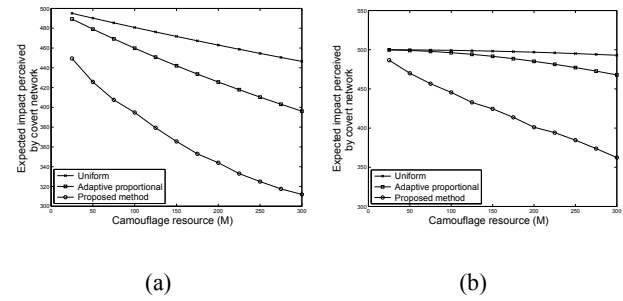 500
480
460
440
420
400
380
360
340
320
300
0 50 100 150 200 250 300
Expected impact perceived
by covert network
Uniform
Adaptive proportional
Proposed method
Camouflage resource (M)
(a)
550
500
450
400
350
300
0 50 100 150 200 250 300
Expected impact perceived
by covert network
Uniform
Adaptive proportional
Proposed method
Camouflage resource (M)
(b)